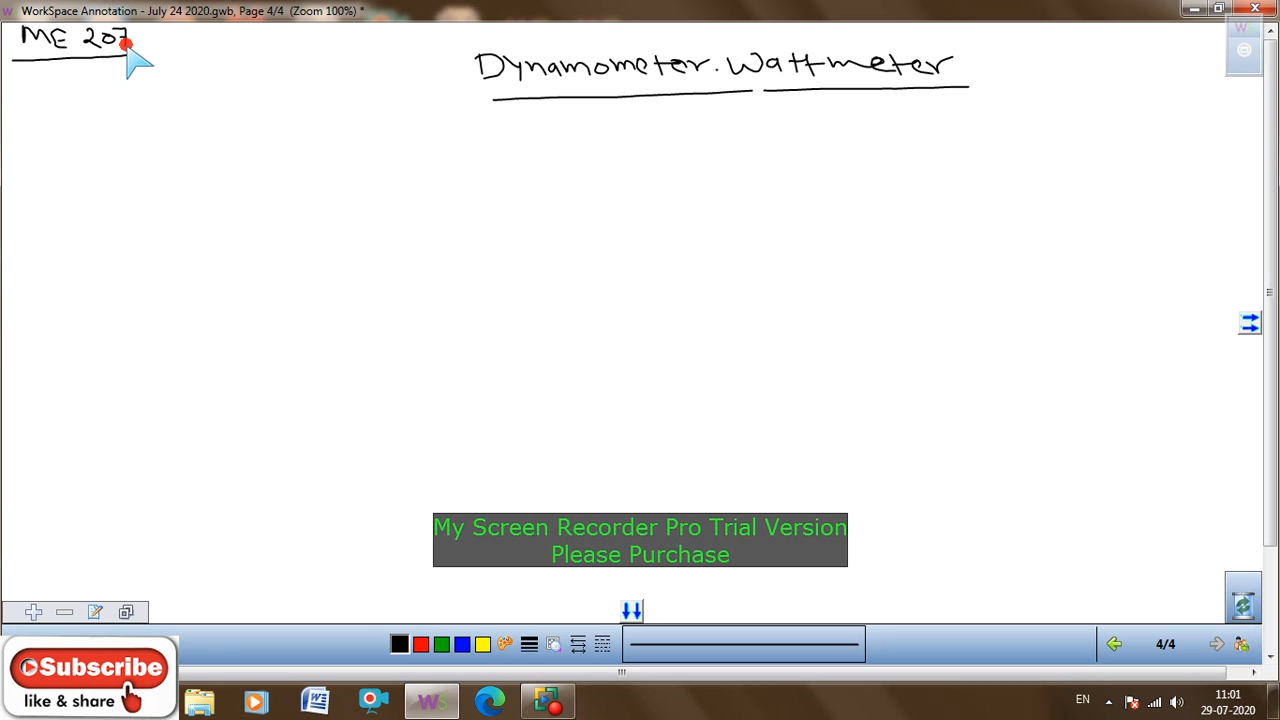 WorkSpace Annotation - July 24 2020.gwb, Page 4/4 (Zoom 100%) *
ME 207
Dynamometer. Wattmeter
My Screen Recorder Pro Trial Version
Please Purchase
4/4
Subscribe
like & share
EN
11:01
29-07-2020